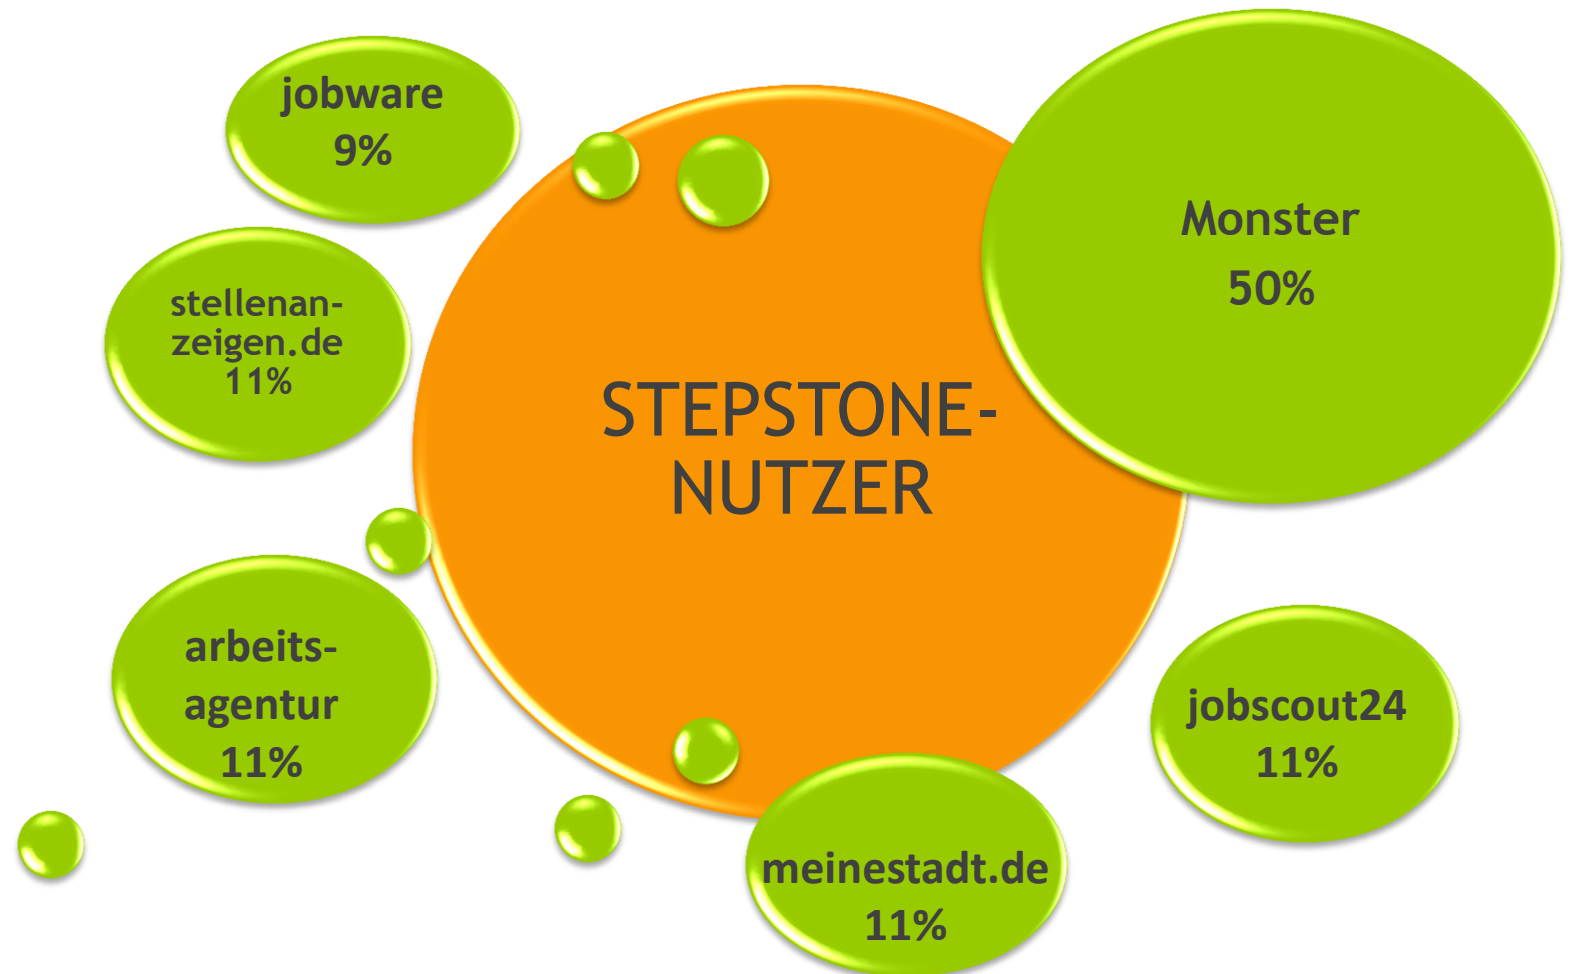 jobware
9%
stellenan-
zeigen.de
11%
arbeits-
agentur
11%
STEPSTONE-
NUTZER
Monster
50%
jobscout24
11%
meinestadt.de
11%